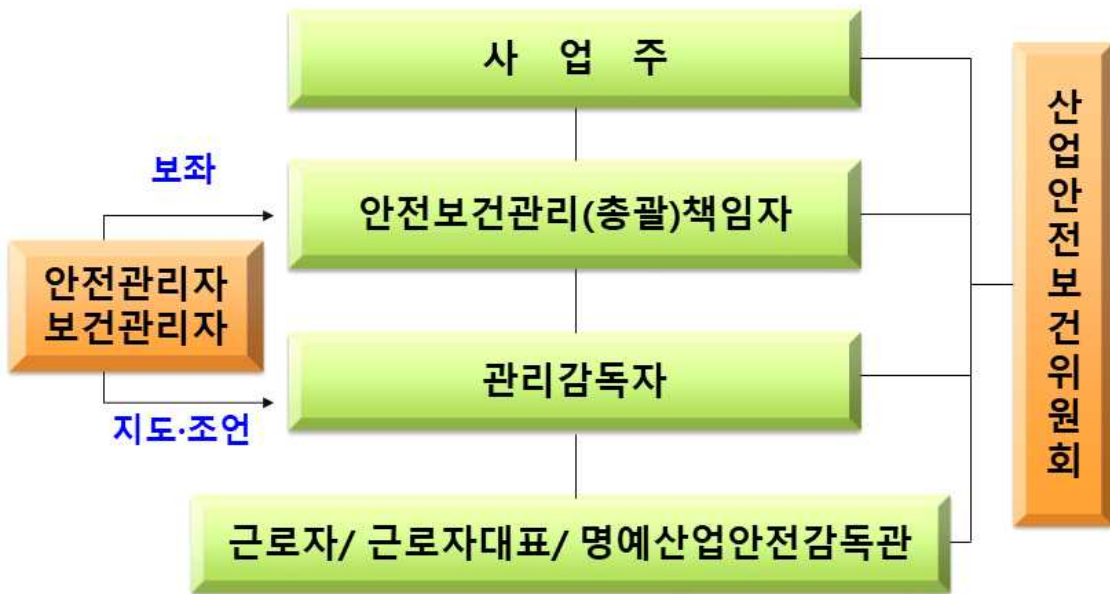 사 업 주
보좌
안전보건관리(총괄)책임자
안전관리자
보건관리자
관리감독자
지도·조언
근로자/ 근로자대표/ 명예산업안전감독관
산업안전보건위원회